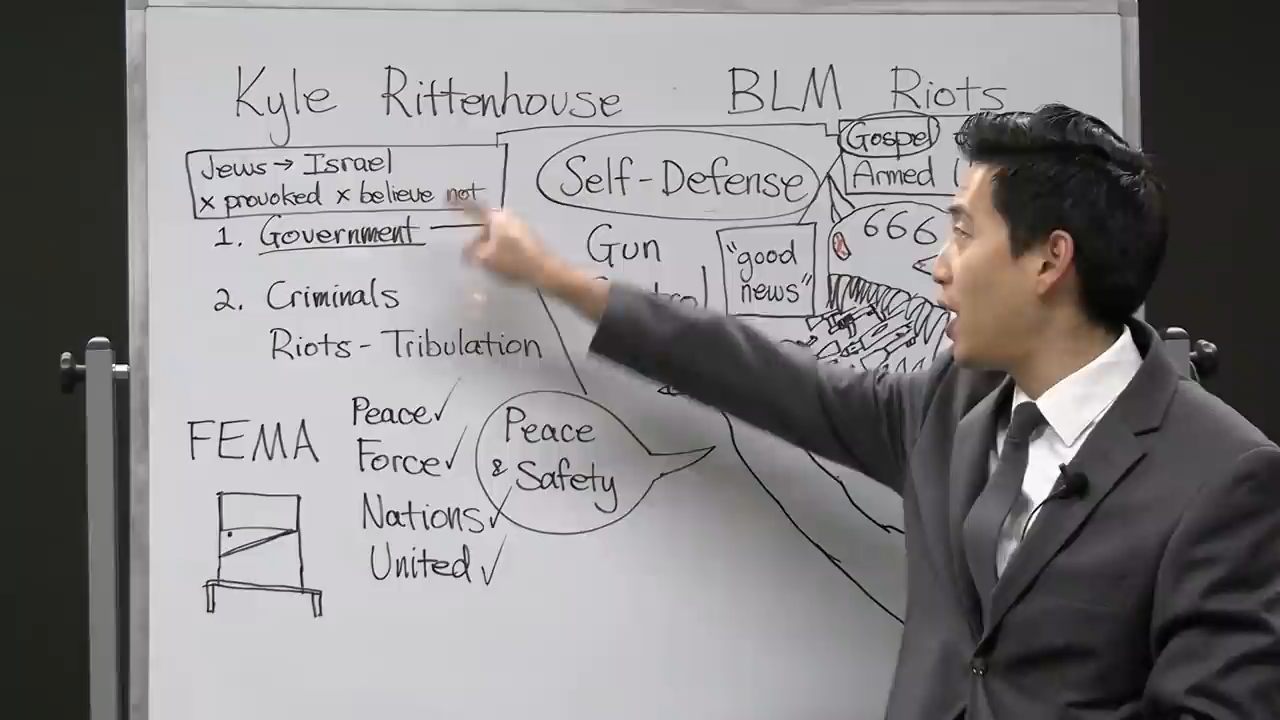 Kyle Rittenhouse BLM Riots
Jews → Israel
x provoked x believe not
1. Government
2. Criminals
Riots - Tribulation
FEMA
Peace ✓
Force ✓
Nations ✓
United ✓
Peace
& Safety
Self-Defense
Gun
"good
news"
Gospel
Armed
666